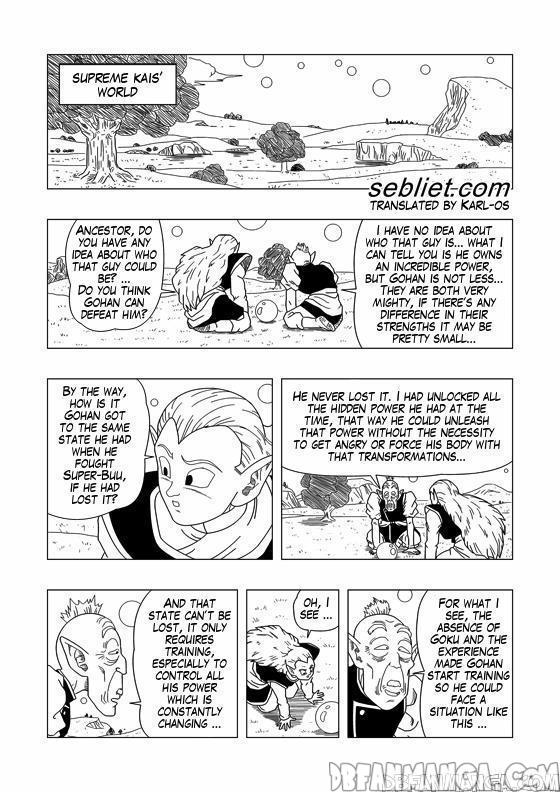 SUPREME KAIS'
WORLD
sebliet.com
TRANSLATED BY KARL-OS
ANCESTOR, DO
YOU HAVE ANY
IDEA ABOUT WHO
THAT GUY COULD
BE? ...
DO YOU THINK
GOHAN CAN
DEFEAT HIM?
I HAVE NO IDEA ABOUT
WHO THAT GUY IS... WHAT I
CAN TELL YOU IS HE OWNS
AN INCREDIBLE POWER,
BUT GOHAN IS NOT LESS...
THEY ARE BOTH VERY
MIGHTY, IF THERE'S ANY
DIFFERENCE IN THEIR
STRENGTHS IT MAY BE
PRETTY SMALL...
BY THE WAY,
HOW IS IT
GOHAN GOT
TO THE SAME
STATE HE HAD
WHEN HE
FOUGHT
SUPER-BUU,
IF HE HAD
LOST IT?
HE NEVER LOST IT. I HAD UNLOCKED ALL
THE HIDDEN POWER HE HAD AT THE
TIME, THAT WAY HE COULD UNLEASH
THAT POWER WITHOUT THE NECESSITY
TO GET ANGRY OR FORCE HIS BODY WITH
THAT TRANSFORMATIONS...
AND THAT
STATE CAN'T BE
LOST, IT ONLY
REQUIRES
TRAINING,
ESPECIALLY TO
CONTROL ALL
HIS POWER
WHICH IS
CONSTANTLY
CHANGING ...
OH, I
SEE ...
FOR WHAT I
SEE, THE
ABSENCE OF
GOKU AND THE
EXPERIENCE
MADE GOHAN
START TRAINING
SO HE COULD
FACE A
SITUATION LIKE
THIS ...
DBFANMANGA.COM